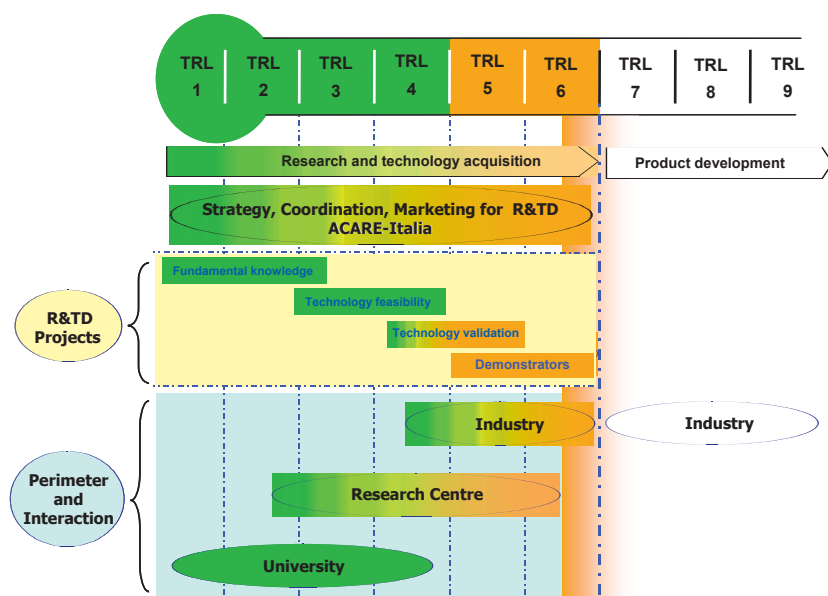 TRL TRL TRL TRL TRL TRL TRL TRL TRL
1 2 3 4 5 6 7 8 9
Research and technology acquisition
Product development
Strategy, Coordination, Marketing for R&TD
ACARE-Italia
Fundamental knowledge
Technology feasibility
R&TD
Projects
Technology validation
Demonstrators
Industry
Industry
Perimeter
and
Interaction
Research Centre
University